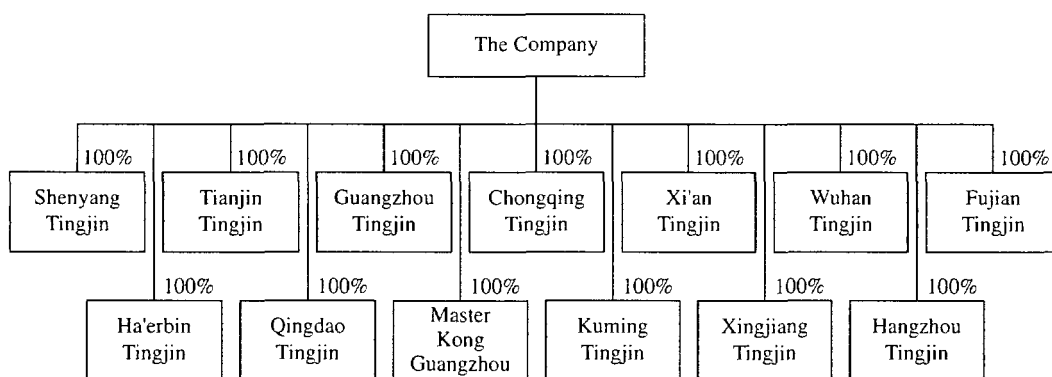 The Company
100%
100%
100%
100%
100%
100%
100%
Shenyang
Tingjin
Tianjin
Tingjin
Guangzhou
Tingjin
Chongqing
Tingjin
Xi'an
Tingjin
Wuhan
Tingjin
Fujian
Tingjin
100%
100%
100%
100%
100%
100%
Ha'erbin
Tingjin
Qingdao
Tingjin
Master
Kong
Guangzhou
Kuming
Tingjin
Xingjiang
Tingjin
Hangzhou
Tingjin